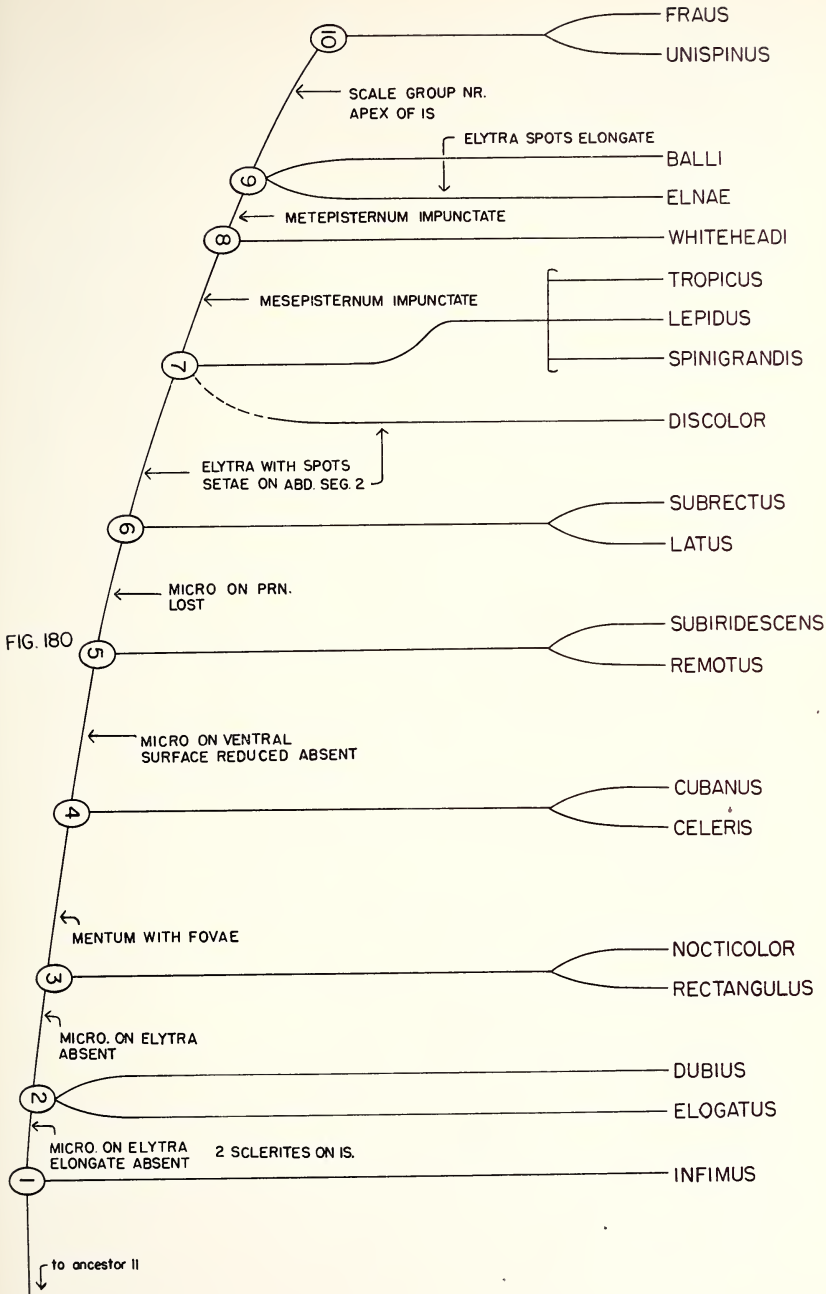 FRAUS
10
UNISPINUS
SCALE GROUP NR.
APEX OF IS
ELYTRA SPOTS ELONGATE
BALLI
9
ELNAE
METEPISTERNUM IMPUNCTATE
8
WHITEHEADI
TROPICUS
MESEPISTERNUM IMPUNCTATE
LEPIDUS
7
SPINIGRANDIS
DISCOLOR
ELYTRA WITH SPOTS
SETAE ON ABD. SEG. 2
SUBRECTUS
6
LATUS
MICRO ON PRN.
LOST
SUBIRIDESCENS
FIG. 180
5
REMOTUS
MICRO ON VENTRAL
SURFACE REDUCED ABSENT
CUBANUS
4
CELERIS
MENTUM WITH FOVAE
NOCTICOLOR
3
RECTANGULUS
MICRO. ON ELYTRA
ABSENT
DUBIUS
2
ELOGATUS
MICRO. ON ELYTRA 2 SCLERITES ON IS.
ELONGATE ABSENT
1
INFIMUS
to ancestor 11